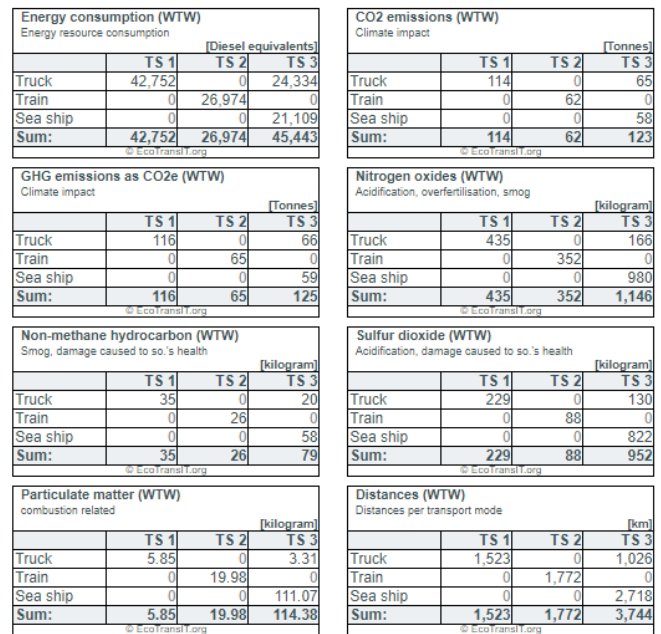 Energy consumption (WTW)
Energy resource consumption
[Diesel equivalents]
TS 1 TS 2 TS 3
Truck 42,752 0 24,334
Train 0 26,974 0
Sea ship 0 0 21,109
Sum: 42,752 26,974 45,443
© EcoTransIT.org
CO2 emissions (WTW)
Climate impact
[Tonnes]
TS 1 TS 2 TS 3
Truck 114 0 65
Train 0 62 0
Sea ship 0 0 58
Sum: 114 62 123
© EcoTransIT.org
GHG emissions as CO2e (WTW)
Climate impact
[Tonnes]
TS 1 TS 2 TS 3
Truck 116 0 66
Train 0 65 0
Sea ship 0 0 59
Sum: 116 65 125
© EcoTransIT.org
Nitrogen oxides (WTW)
Acidification, overfertilisation, smog
[kilogram]
TS 1 TS 2 TS 3
Truck 435 0 166
Train 0 352 0
Sea ship 0 0 980
Sum: 435 352 1,146
© EcoTransIT.org
Non-methane hydrocarbon (WTW)
Smog, damage caused to so.'s health
[kilogram]
TS 1 TS 2 TS 3
Truck 35 0 20
Train 0 26 0
Sea ship 0 0 58
Sum: 35 26 79
© EcoTransIT.org
Sulfur dioxide (WTW)
Acidification, damage caused to so.'s health
[kilogram]
TS 1 TS 2 TS 3
Truck 229 0 130
Train 0 88 0
Sea ship 0 0 822
Sum: 229 88 952
© EcoTransIT.org
Particulate matter (WTW)
combustion related
[kilogram]
TS 1 TS 2 TS 3
Truck 5.85 0 3.31
Train 0 19.98 0
Sea ship 0 0 111.07
Sum: 5.85 19.98 114.38
© EcoTransIT.org
Distances (WTW)
Distances per transport mode
[km]
TS 1 TS 2 TS 3
Truck 1,523 0 1,026
Train 0 1,772 0
Sea ship 0 0 2,718
Sum: 1,523 1,772 3,744
© EcoTransIT.org